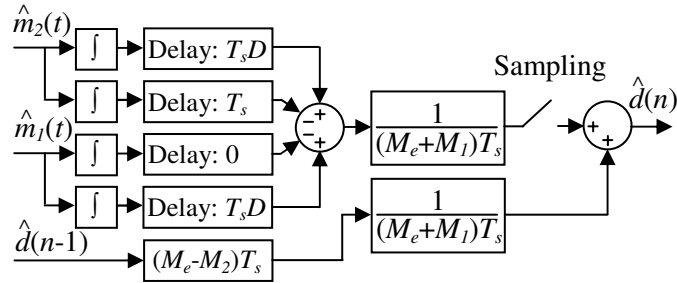 m̂₂(t)
∫ Delay: TₛD
∫ Delay: Tₛ
m̂₁(t)
∫ Delay: 0
∫ Delay: TₛD
d̂(n-1)
(Mₑ-M₂)Tₛ
+
−
−
+
1
(Mₑ+M₁)Tₛ
1
(Mₑ+M₁)Tₛ
Sampling
+
+
d̂(n)